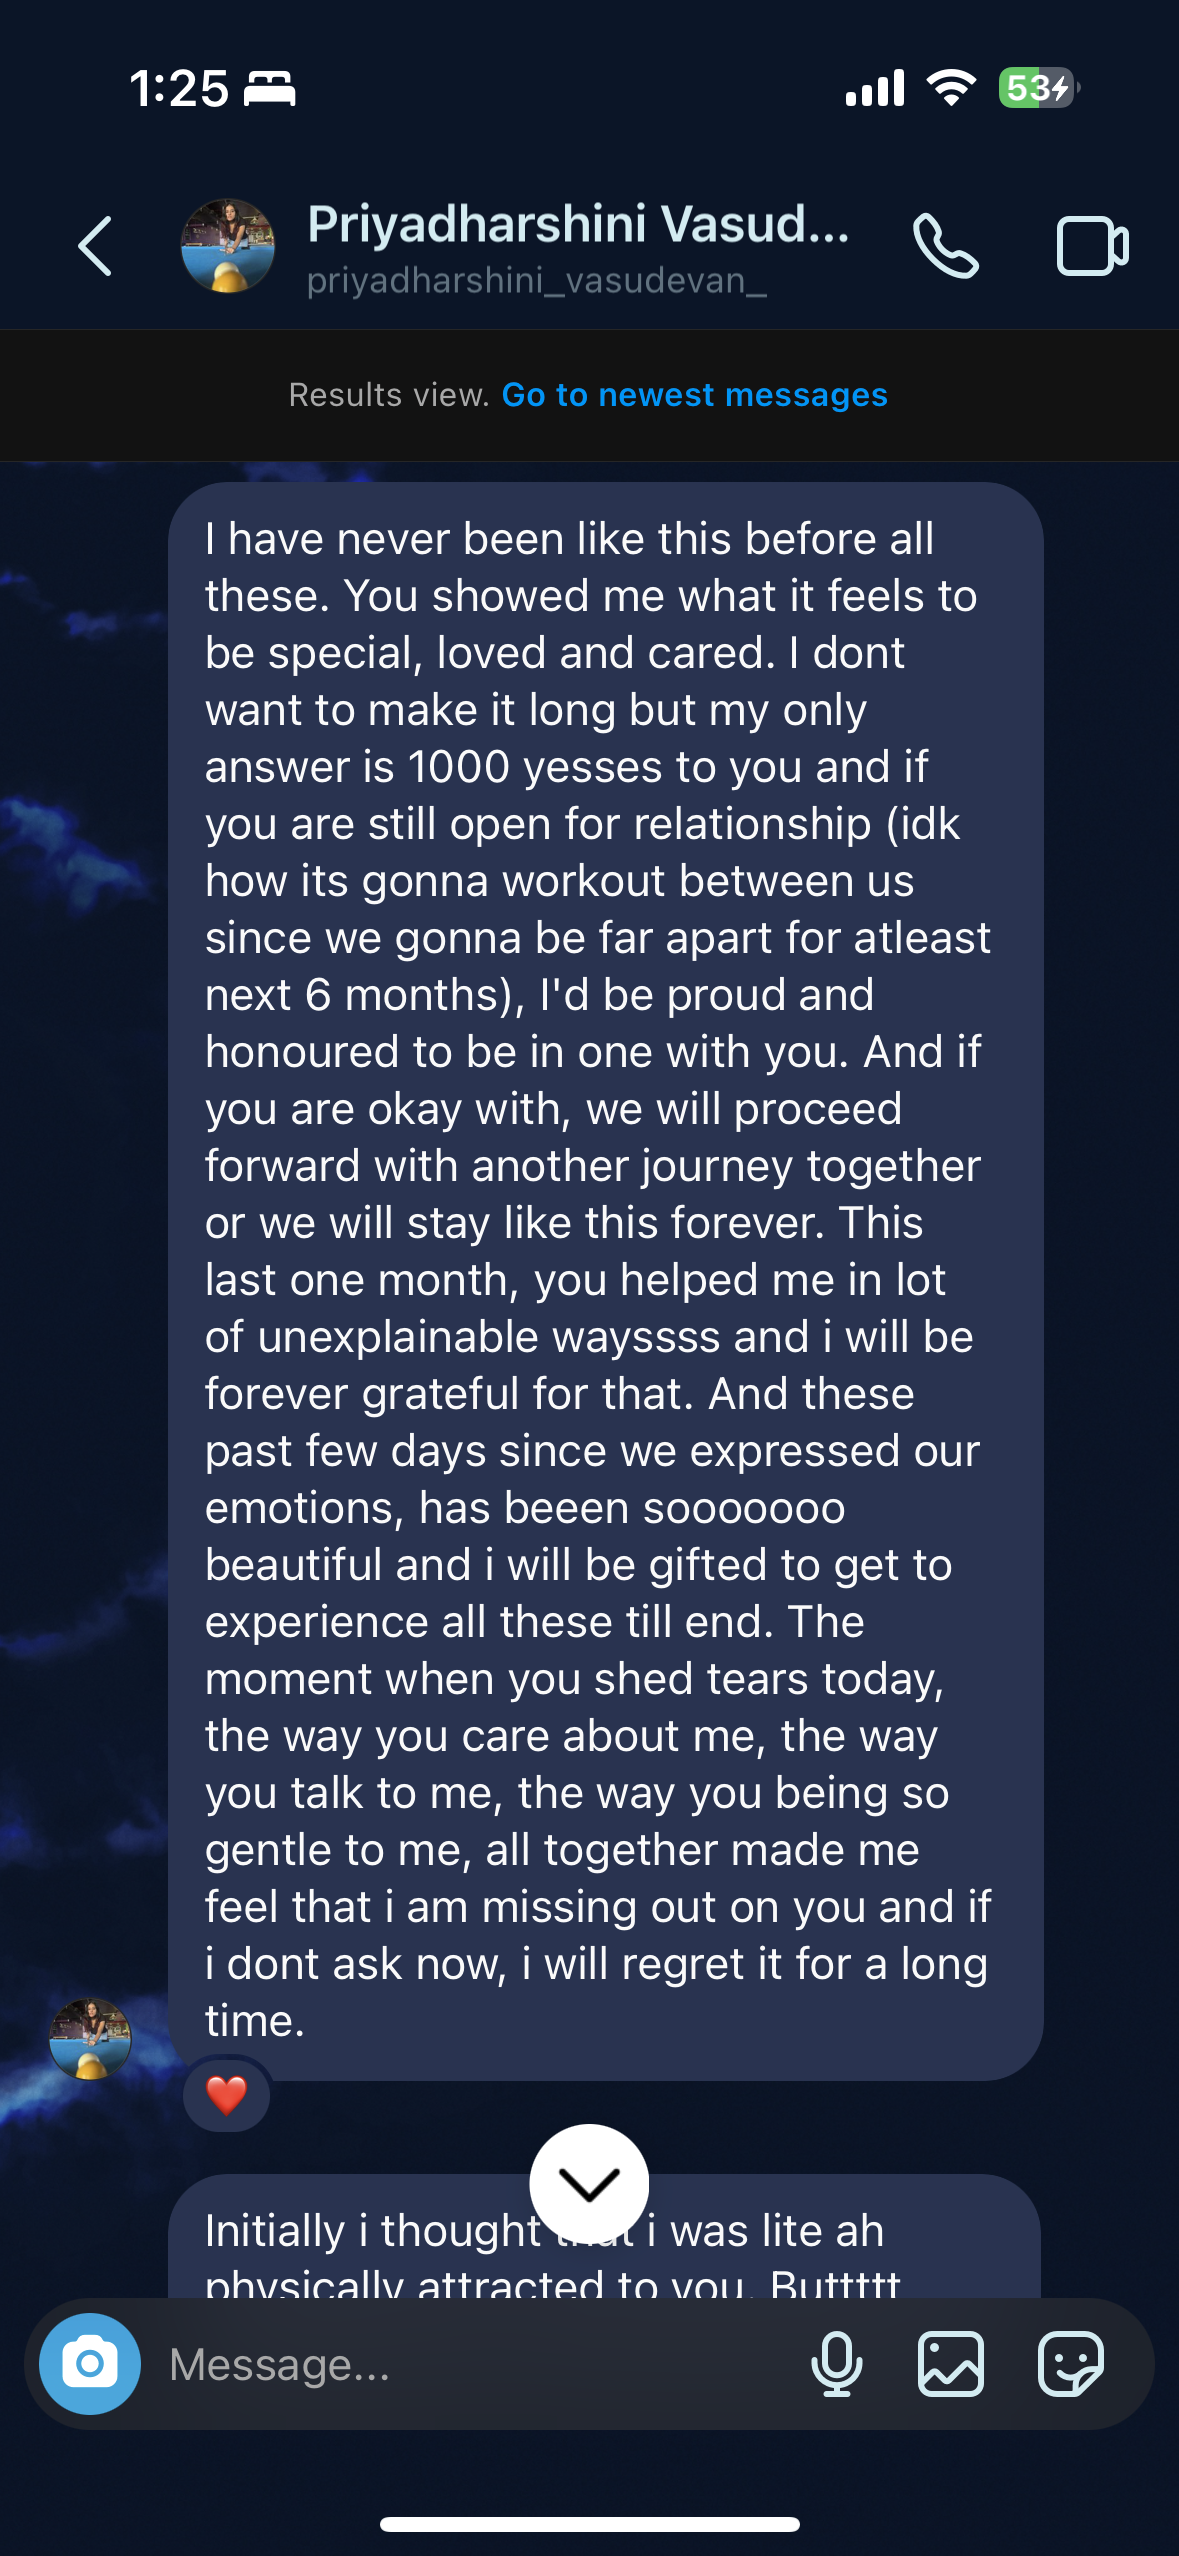 1:25
53
Priyadharshini Vasud...
priyadharshini_vasudevan_
Results view. Go to newest messages
I have never been like this before all
these. You showed me what it feels to
be special, loved and cared. I dont
want to make it long but my only
answer is 1000 yesses to you and if
you are still open for relationship (idk
how its gonna workout between us
since we gonna be far apart for atleast
next 6 months), I'd be proud and
honoured to be in one with you. And if
you are okay with, we will proceed
forward with another journey together
or we will stay like this forever. This
last one month, you helped me in lot
of unexplainable wayssss and i will be
forever grateful for that. And these
past few days since we expressed our
emotions, has beeen sooooooo
beautiful and i will be gifted to get to
experience all these till end. The
moment when you shed tears today,
the way you care about me, the way
you talk to me, the way you being so
gentle to me, all together made me
feel that i am missing out on you and if
i dont ask now, i will regret it for a long
time.
Initially i thought i was lite ah
physically attracted to you. Buttttt
Message...